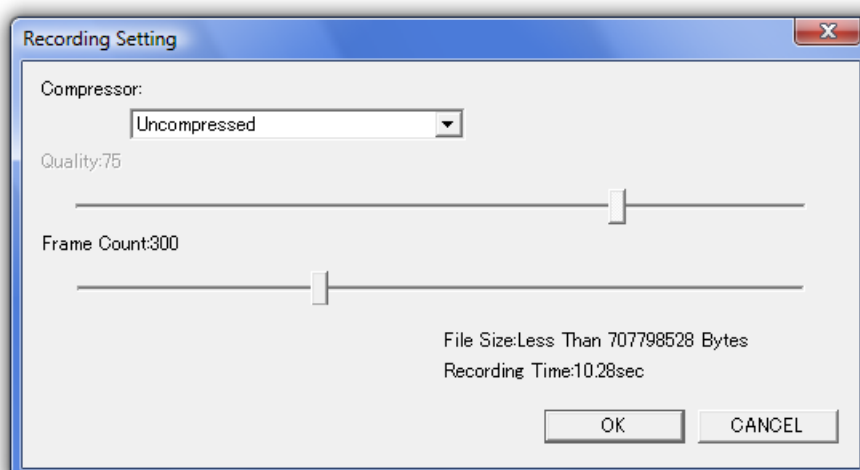 Recording Setting
Compressor:
Uncompressed
Quality:75
Frame Count:300
File Size:Less Than 707798528 Bytes
Recording Time:10.28sec
OK CANCEL